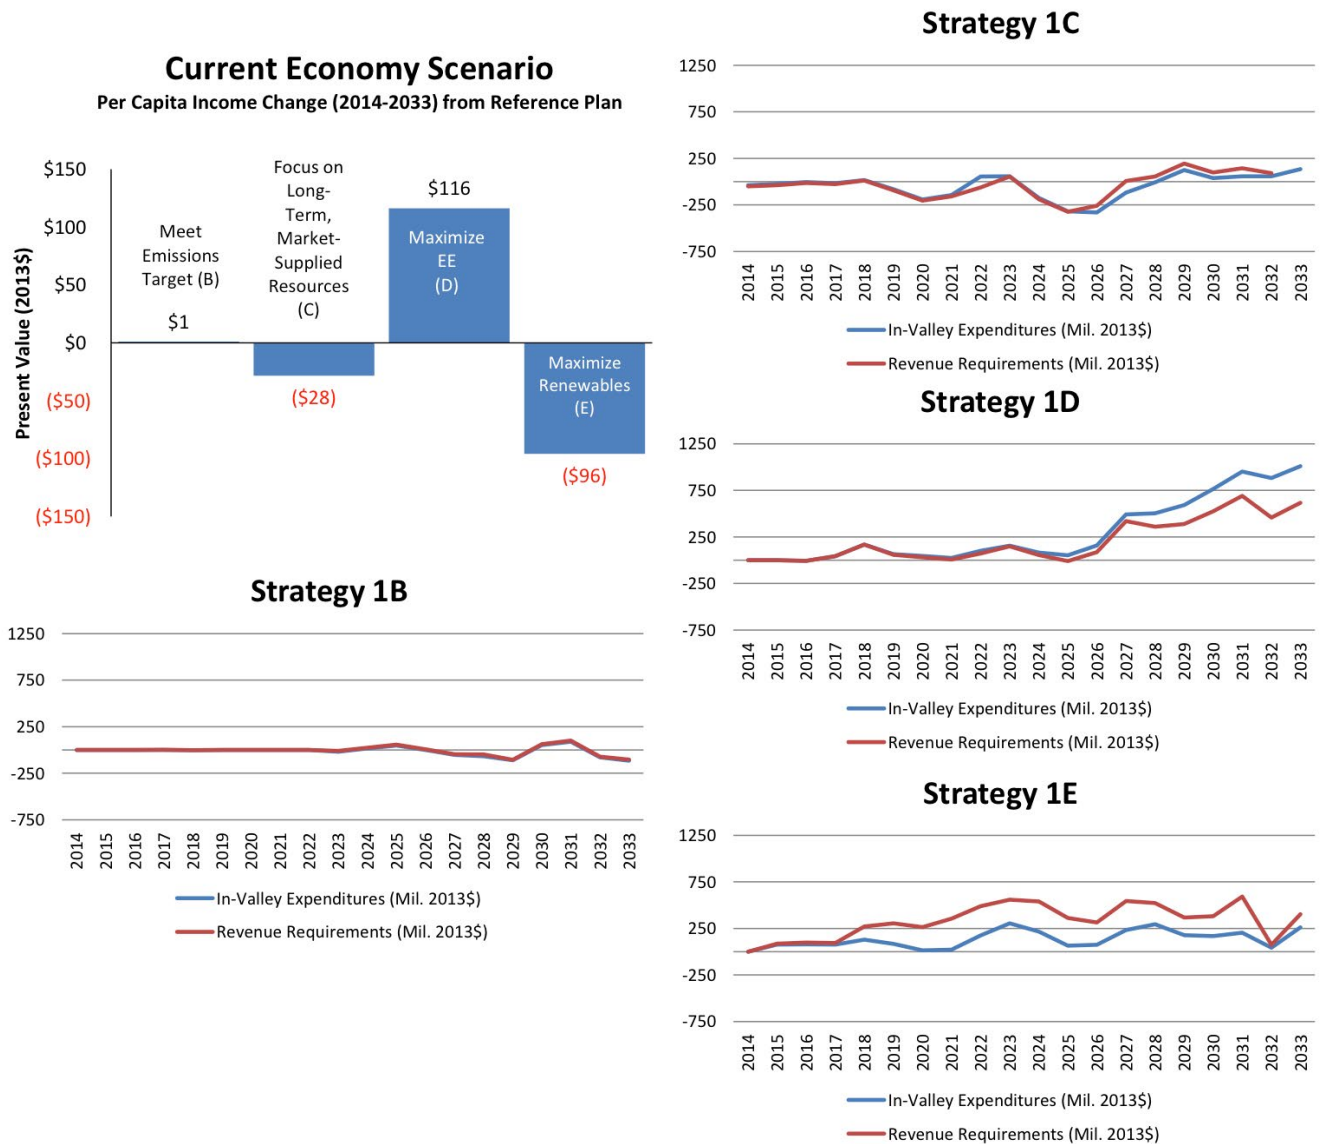 Current Economy Scenario
Per Capita Income Change (2014-2033) from Reference Plan
Present Value (2013$)
$150
$100
$50
$0
($50)
($100)
($150)
Meet
Emissions
Target (B)
$1
Focus on
Long-
Term,
Market-
Supplied
Resources
(C)
($28)
$116
Maximize
EE
(D)
Maximize
Renewables
(E)
($96)
Strategy 1B
1250
750
250
-250
-750
2014 2015 2016 2017 2018 2019 2020 2021 2022 2023 2024 2025 2026 2027 2028 2029 2030 2031 2032 2033
In-Valley Expenditures (Mil. 2013$)
Revenue Requirements (Mil. 2013$)
Strategy 1C
1250
750
250
-250
-750
2014 2015 2016 2017 2018 2019 2020 2021 2022 2023 2024 2025 2026 2027 2028 2029 2030 2031 2032 2033
In-Valley Expenditures (Mil. 2013$)
Revenue Requirements (Mil. 2013$)
Strategy 1D
1250
750
250
-250
-750
2014 2015 2016 2017 2018 2019 2020 2021 2022 2023 2024 2025 2026 2027 2028 2029 2030 2031 2032 2033
In-Valley Expenditures (Mil. 2013$)
Revenue Requirements (Mil. 2013$)
Strategy 1E
1250
750
250
-250
-750
2014 2015 2016 2017 2018 2019 2020 2021 2022 2023 2024 2025 2026 2027 2028 2029 2030 2031 2032 2033
In-Valley Expenditures (Mil. 2013$)
Revenue Requirements (Mil. 2013$)